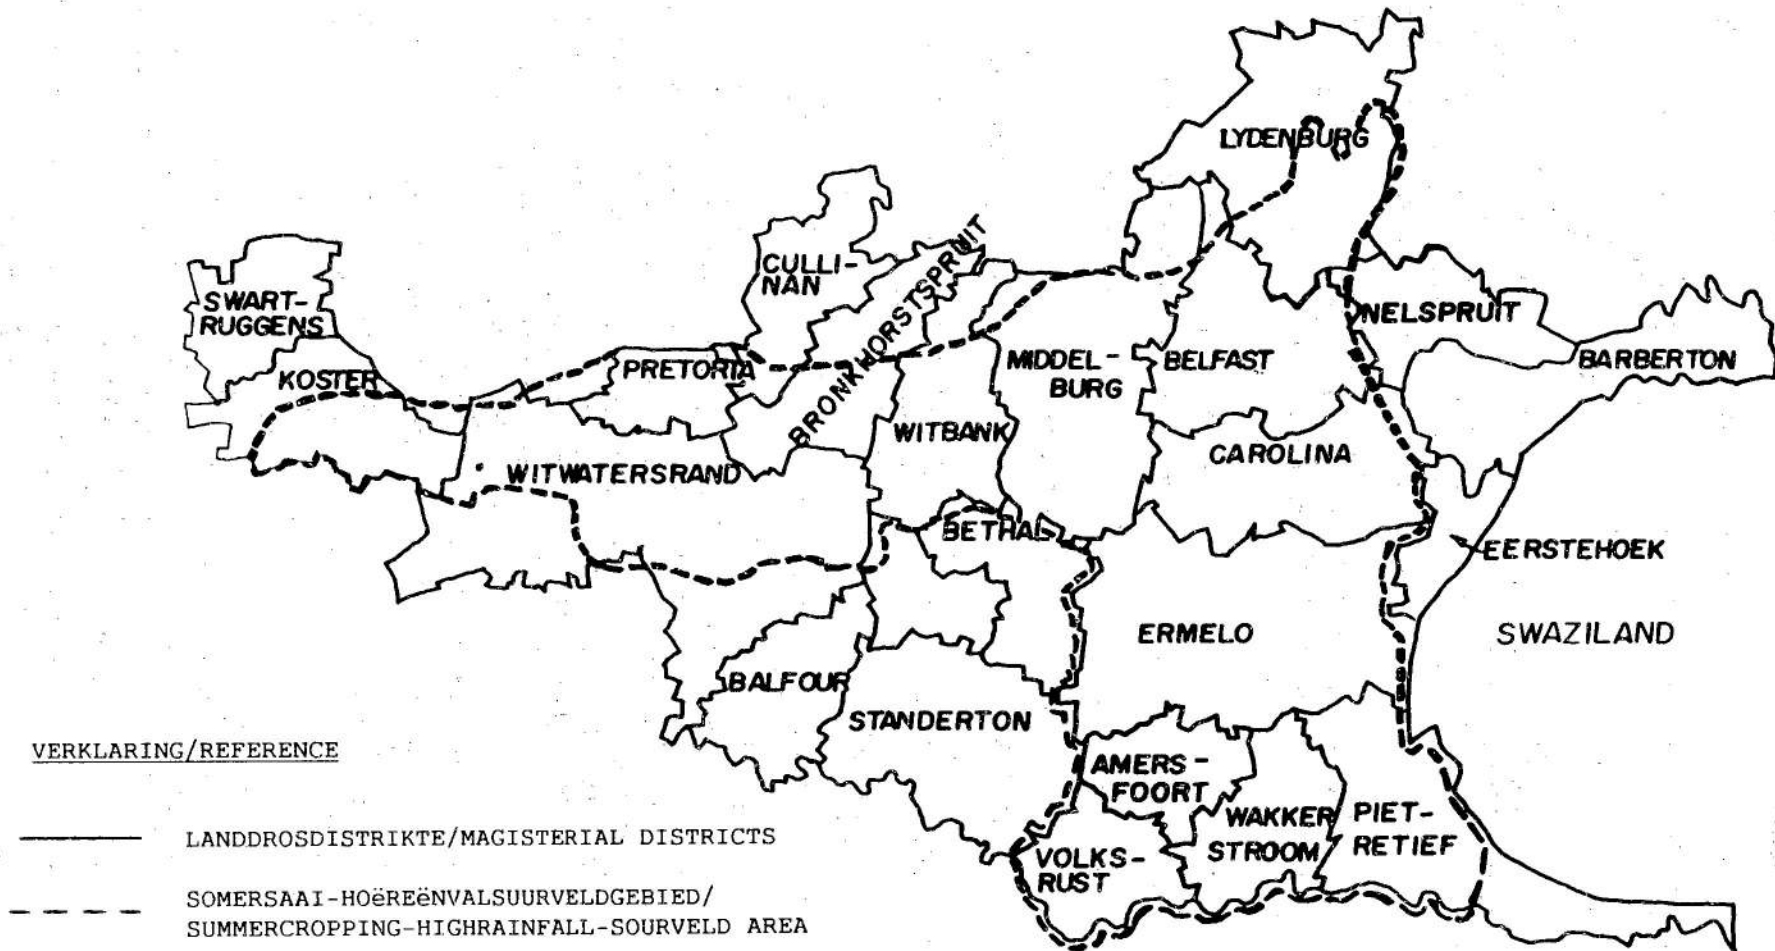 LYDENBURG
CULLI-
NAN
BRONKHORSTSPRUIT
SWART-
RUGGENS
NELSPRUIT
KOSTER
PRETORIA
MIDDEL-
BURG
BELFAST
BARBERTON
WITBANK
CAROLINA
WITWATERSRAND
BETHAL
EERSTEHOEK
ERMELO
SWAZILAND
BALFOUR
STANDERTON
AMERS-
FOORT
WAKKER
STROOM
PIET-
RETIEF
VOLKS-
RUST
VERKLARING/REFERENCE
LANDDROSDISTRIKTE/MAGISTERIAL DISTRICTS
SOMERSAAI-HOëREëNVALSUURVELDGEBIED/
SUMMERCROPPING-HIGHRAINFALL-SOURVELD AREA